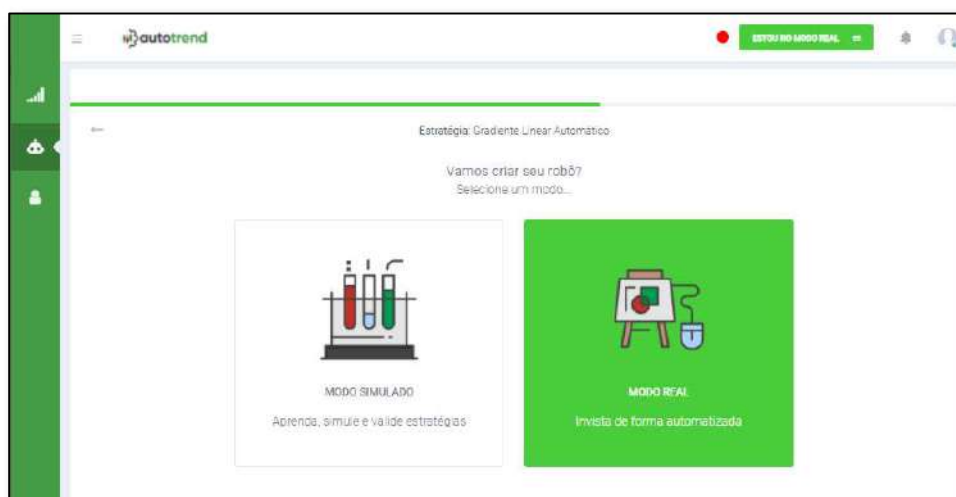 autotrend
ESTOU NO MODO REAL
Estratégia: Gradiente Linear Automático
Vamos criar seu robô?
Selecione um modo...
MODO SIMULADO
Aprenda, simule e valide estratégias
MODO REAL
Invista de forma automatizada